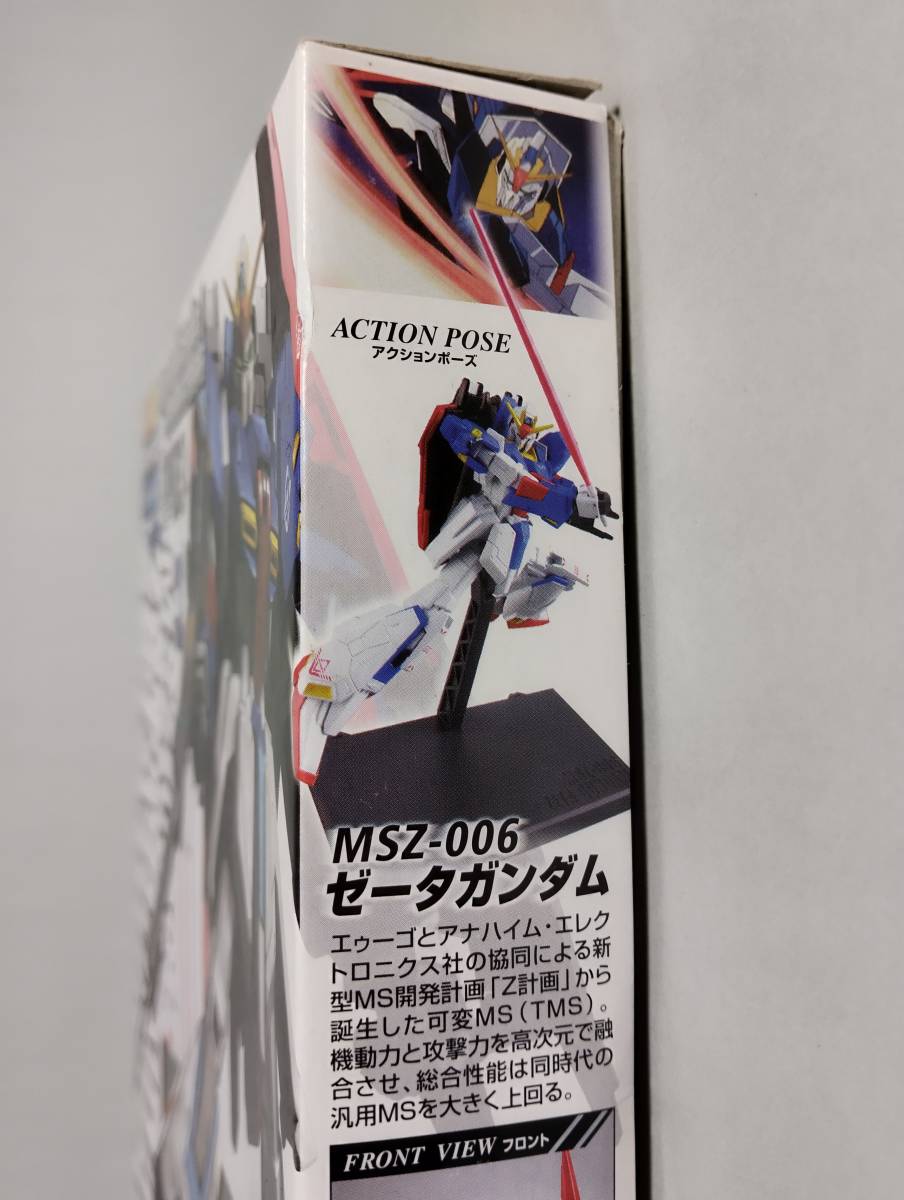 ACTION POSE
アクションポーズ
MSZ-006
ゼータガンダム
エゥーゴとアナハイム・エレク
トロニクス社の協同による新
型MS開発計画「Z計画」から
誕生した可変MS（TMS）。
機動力と攻撃力を高次元で融
合させ、総合性能は同時代の
汎用MSを大きく上回る。
FRONT VIEW フロント